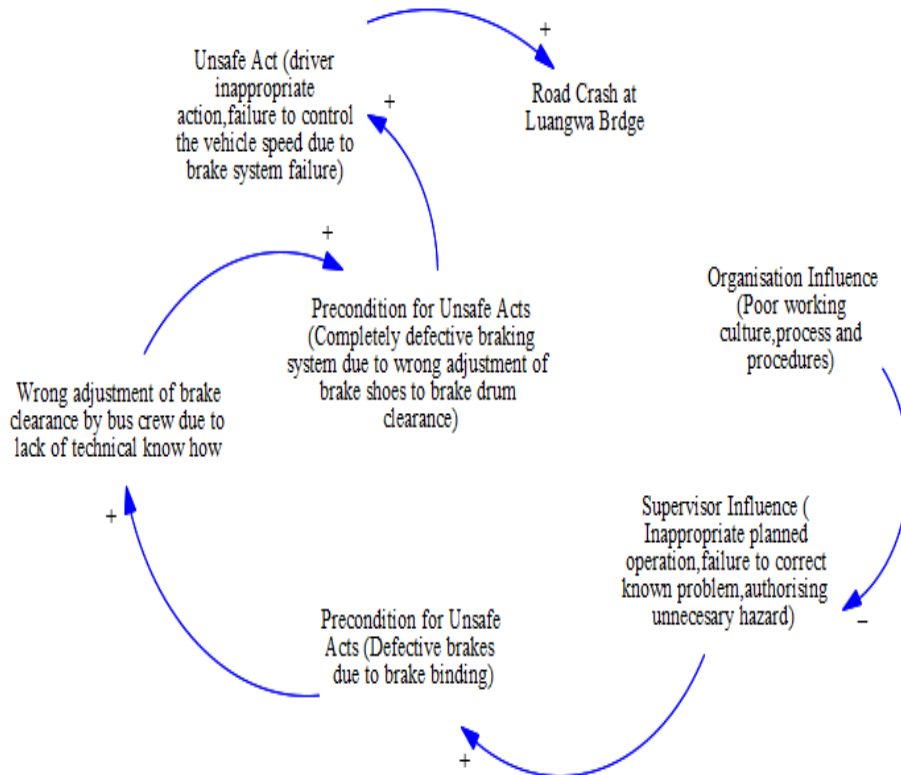 +
Unsafe Act (driver
inappropriate
action,failure to control
the vehicle speed due to
brake system failure)
+
Road Crash at
Luangwa Brdge
+
Precondition for Unsafe Acts
(Completely defective braking
system due to wrong adjustment of
brake shoes to brake drum
clearance)
Organisation Influence
(Poor working
culture,process and
procedures)
Wrong adjustment of brake
clearance by bus crew due to
lack of technical know how
+
Supervisor Influence (
Inappropriate planned
operation,failure to correct
known problem,authorising
unnecesary hazard)
–
Precondition for Unsafe
Acts (Defective brakes
due to brake binding)
+